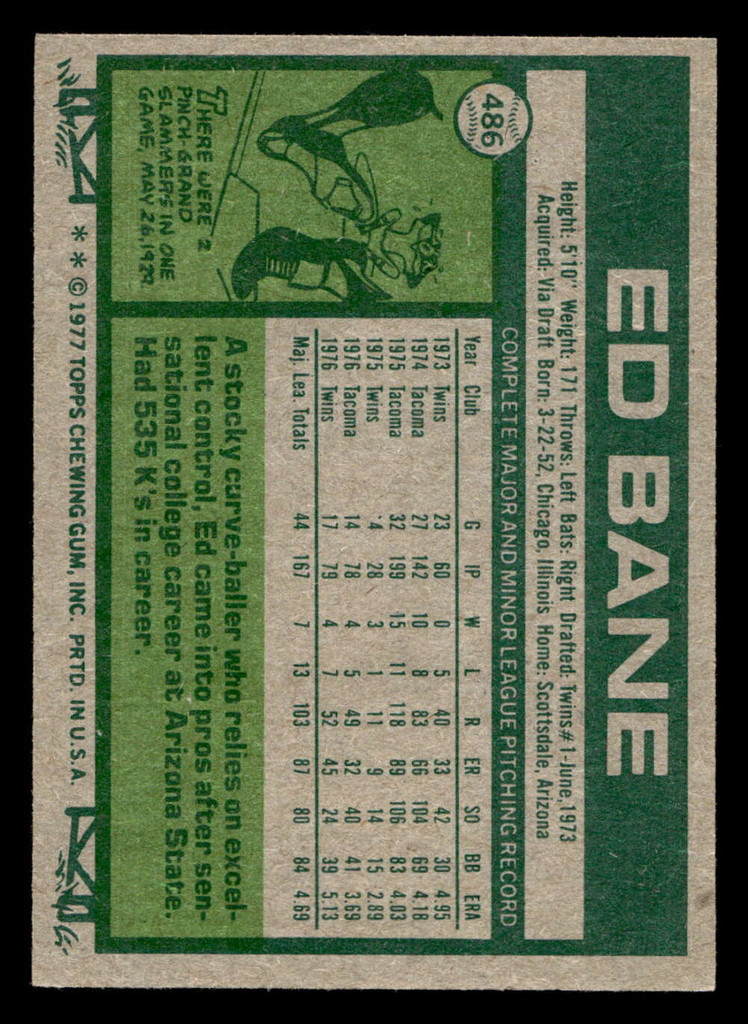 486
ED BANE
Height: 5'10" Weight: 171 Throws: Left Bats: Right Drafted: Twins #1-June, 1973
Acquired: Via Draft Born: 3-22-52, Chicago, Illinois Home: Scottsdale, Arizona
COMPLETE MAJOR AND MINOR LEAGUE PITCHING RECORD
Year Club G IP W L R ER SO BB ERA
1973 Twins 23 60 0 5 40 33 42 30 4.95
1974 Tacoma 27 142 10 8 83 66 104 69 4.18
1975 Tacoma 32 199 15 11 118 89 106 83 4.03
1975 Twins 4 28 3 1 11 9 14 15 2.89
1976 Tacoma 14 78 4 5 49 32 40 41 3.69
1976 Twins 17 79 4 7 52 45 24 39 5.13
Maj. Lea. Totals 44 167 7 13 103 87 80 84 4.69
THERE WERE 2
PINCH-GRAND
SLAMMERS IN ONE
GAME, MAY 26, 1929
A stocky curve-baller who relies on excel-
lent control, Ed came into pros after sen-
sational college career at Arizona State.
Had 535 K's in career.
* * © 1977 TOPPS CHEWING GUM, INC. PRTD. IN U.S.A.